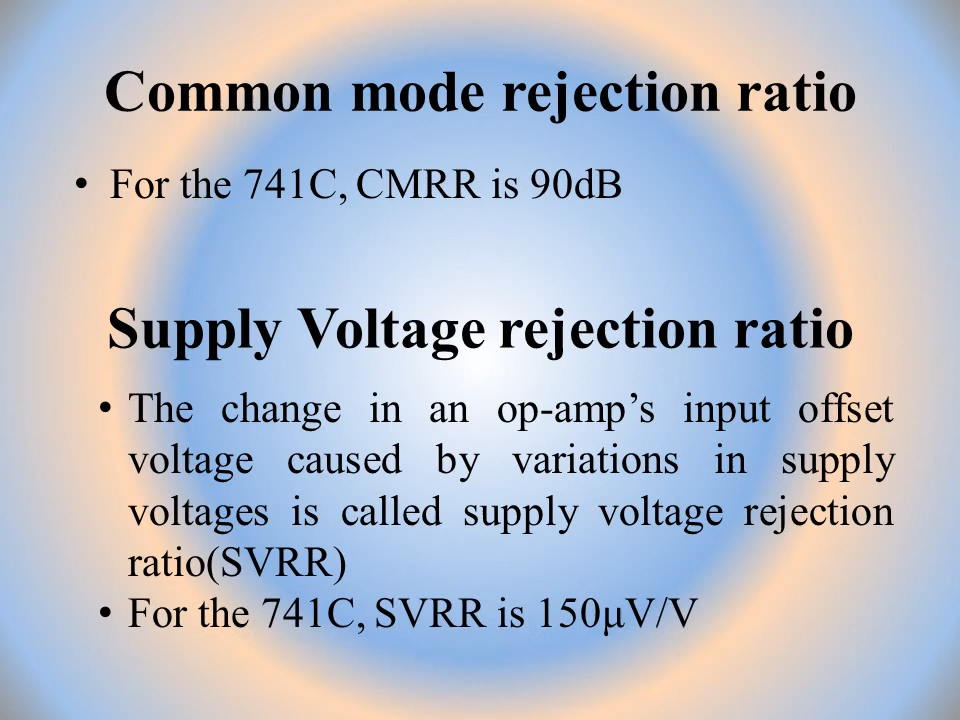 Common mode rejection ratio
• For the 741C, CMRR is 90dB
Supply Voltage rejection ratio
• The change in an op-amp’s input offset
voltage caused by variations in supply
voltages is called supply voltage rejection
ratio(SVRR)
• For the 741C, SVRR is 150μV/V